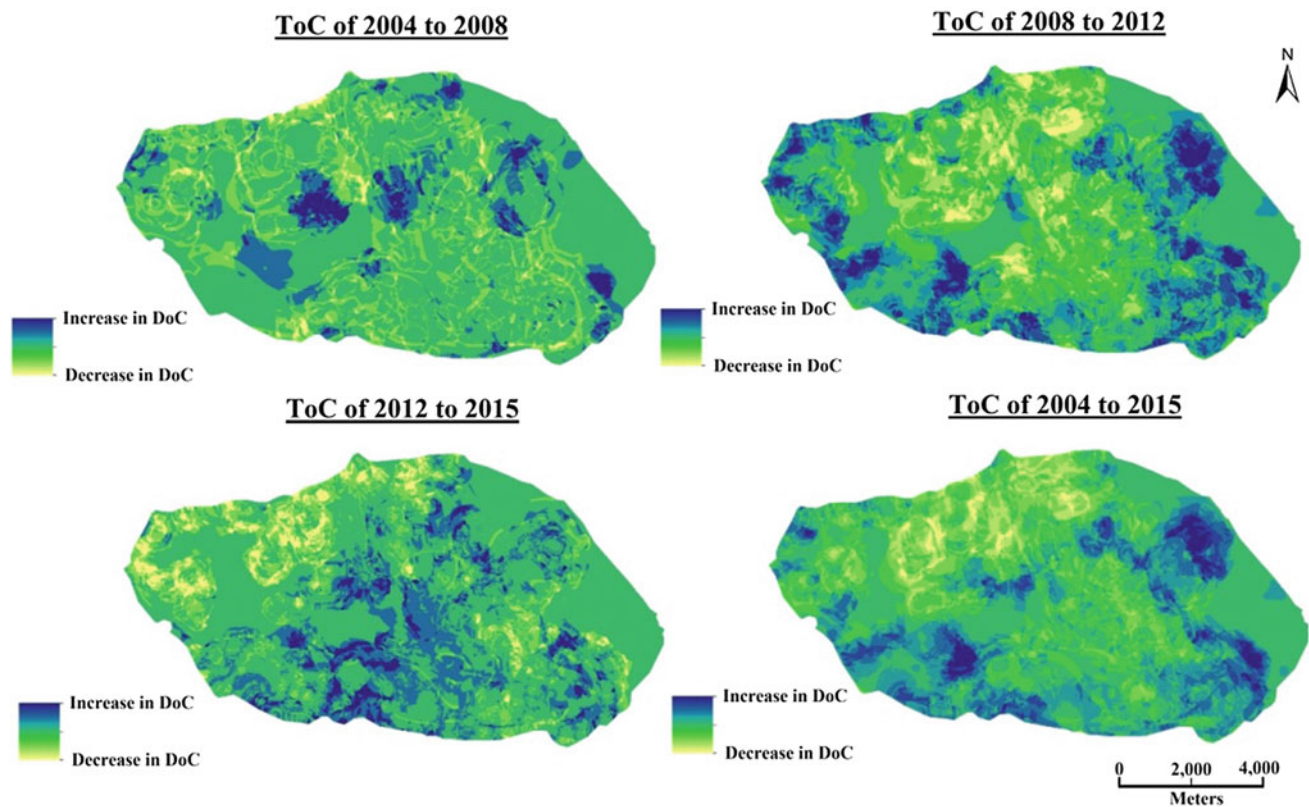 ToC of 2004 to 2008
ToC of 2008 to 2012
N
Increase in DoC
Decrease in DoC
Increase in DoC
Decrease in DoC
ToC of 2012 to 2015
ToC of 2004 to 2015
Increase in DoC
Decrease in DoC
Increase in DoC
Decrease in DoC
0 2,000 4,000
Meters